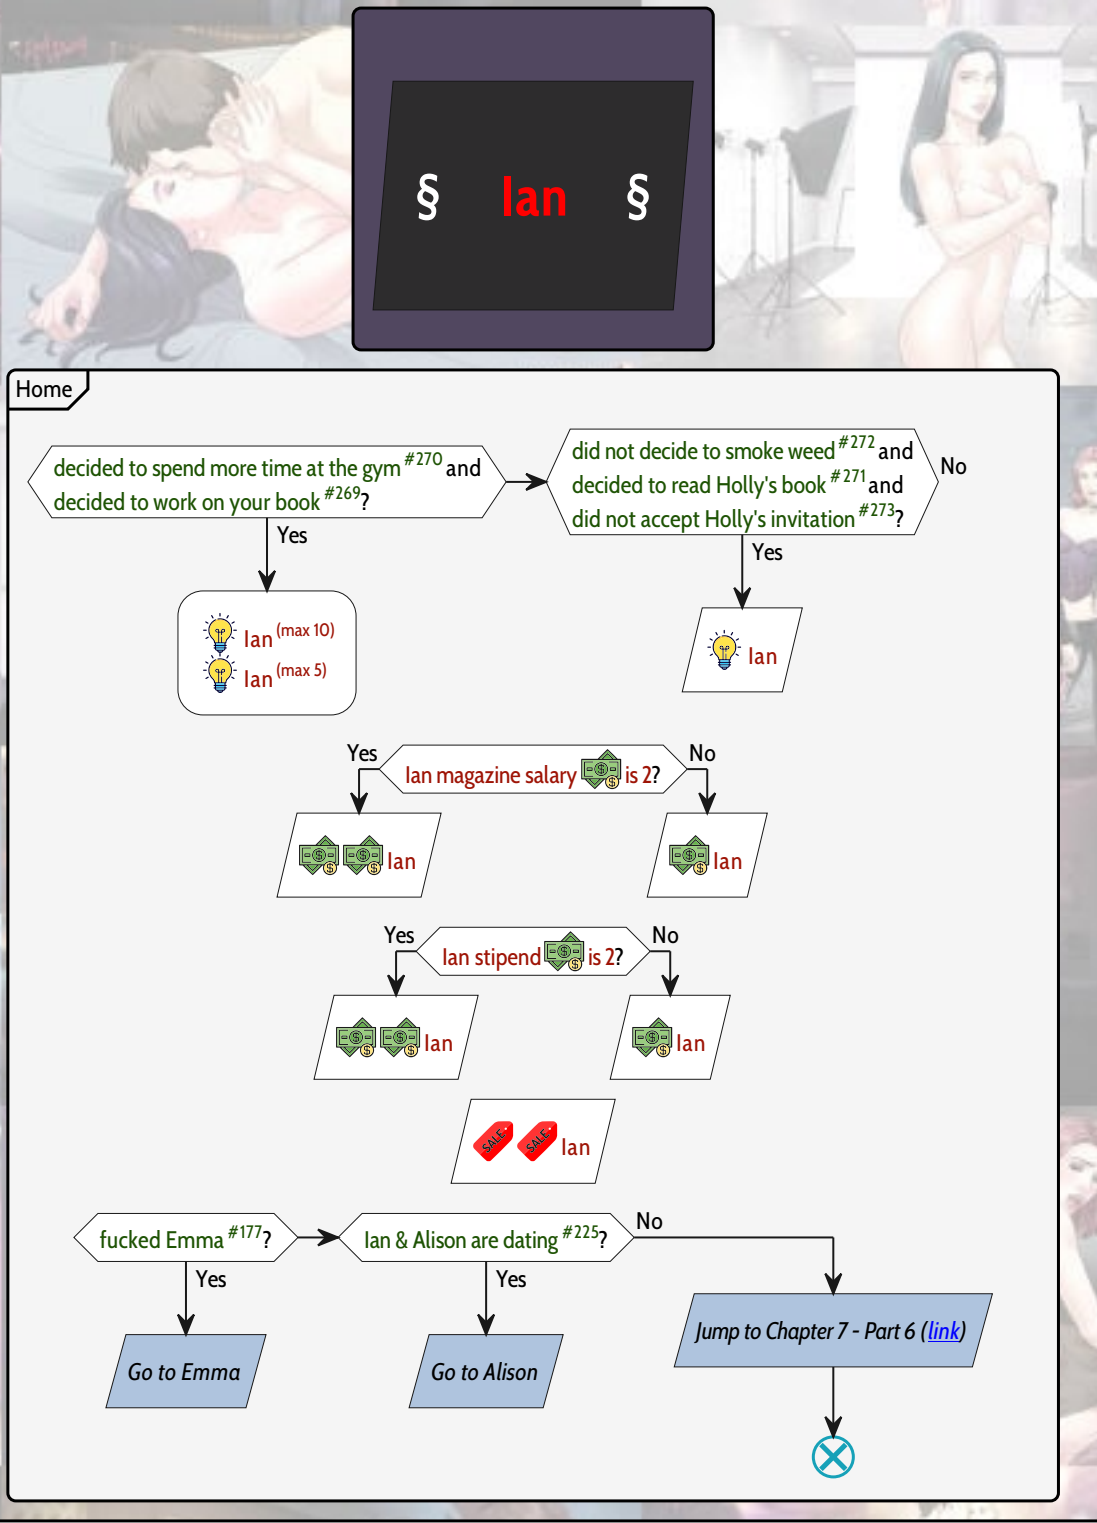 § Ian §
Home
decided to spend more time at the gym #270 and
decided to work on your book #269?
Yes
did not decide to smoke weed #272 and
decided to read Holly's book #271 and
did not accept Holly's invitation #273?
No
Yes
Ian (max 10)
Ian (max 5)
Ian
Yes
Ian magazine salary is 2?
No
Ian
Ian
Yes
Ian stipend is 2?
No
Ian
Ian
SALE SALE Ian
fucked Emma #177?
Yes
Ian & Alison are dating #225?
No
Yes
Go to Emma
Go to Alison
Jump to Chapter 7 - Part 6 (link)